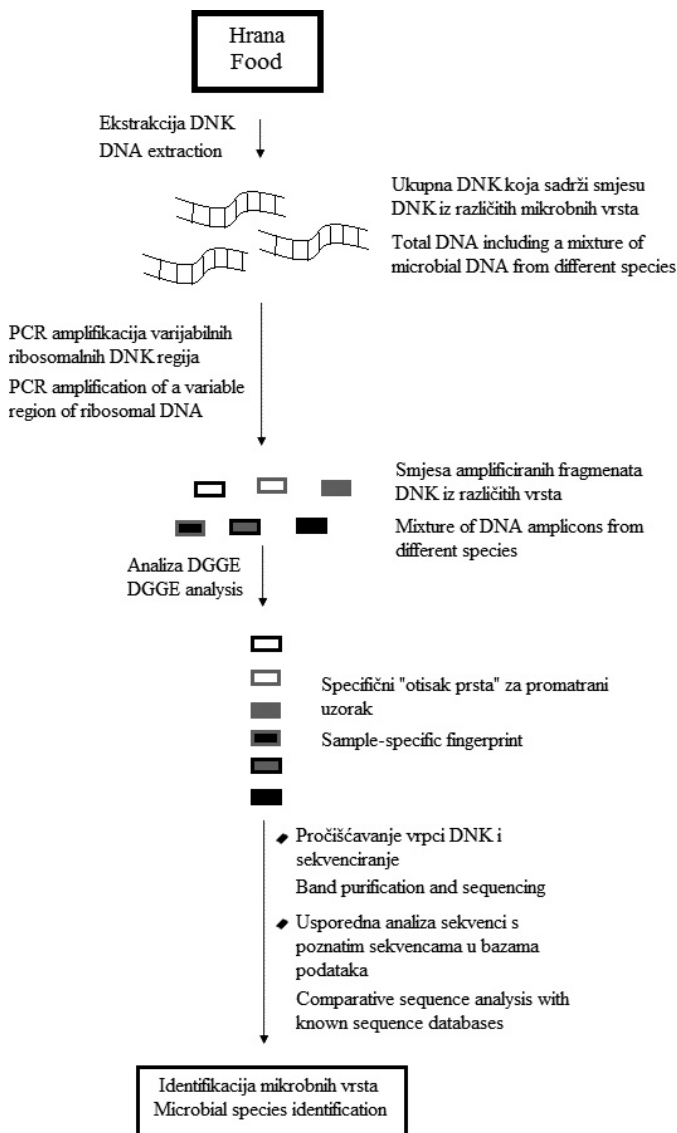 Hrana
Food
Ekstrakcija DNK
DNA extraction
Ukupna DNK koja sadrži smjesu
DNK iz različitih mikrobnih vrsta
Total DNA including a mixture of
microbial DNA from different species
PCR amplifikacija varijabilnih
ribosomalnih DNK regija
PCR amplification of a variable
region of ribosomal DNA
Smjesa amplificiranih fragmenata
DNK iz različitih vrsta
Mixture of DNA amplicons from
different species
Analiza DGGE
DGGE analysis
Specifični "otisak prsta" za promatrani
uzorak
Sample-specific fingerprint
Pročišćavanje vrpci DNK i
sekvenciranje
Band purification and sequencing
Usporedna analiza sekvenci s
poznatim sekvencama u bazama
podataka
Comparative sequence analysis with
known sequence databases
Identifikacija mikrobnih vrsta
Microbial species identification